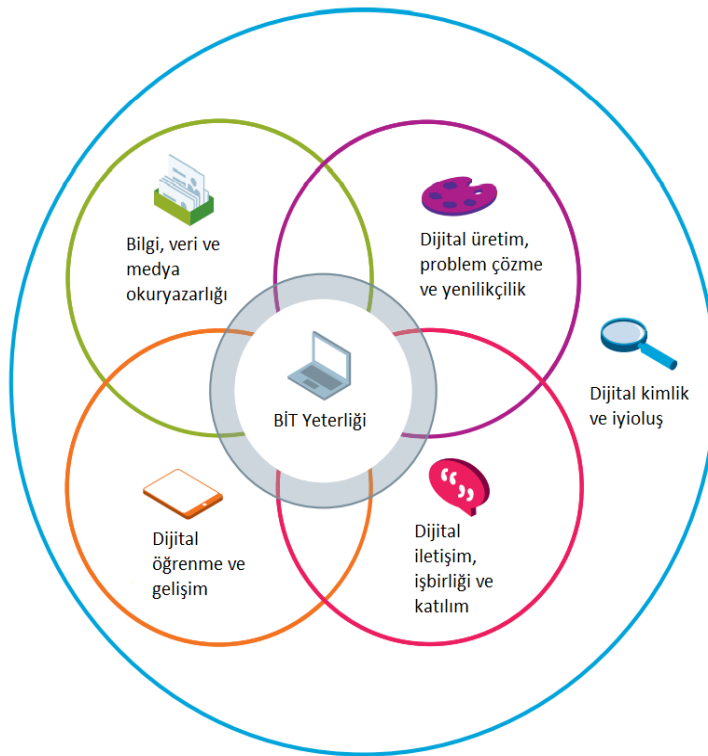 Bilgi, veri ve
medya
okuryazarlığı
Dijital üretim,
problem çözme
ve yenilikçilik
Dijital kimlik
ve iyioluş
BİT Yeterliği
Dijital
öğrenme ve
gelişim
Dijital
iletişim,
işbirliği ve
katılım